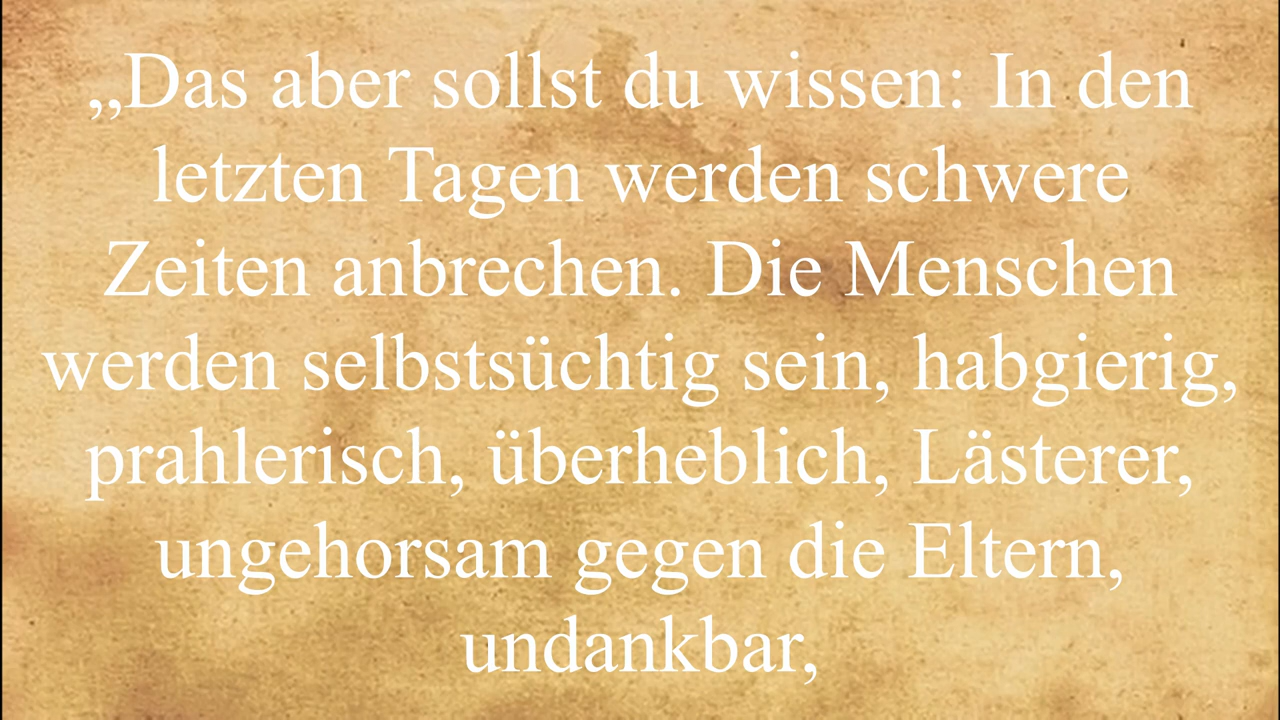 „Das aber sollst du wissen: In den
letzten Tagen werden schwere
Zeiten anbrechen. Die Menschen
werden selbstsüchtig sein, habgierig,
prahlerisch, überheblich, Lästerer,
ungehorsam gegen die Eltern,
undankbar,